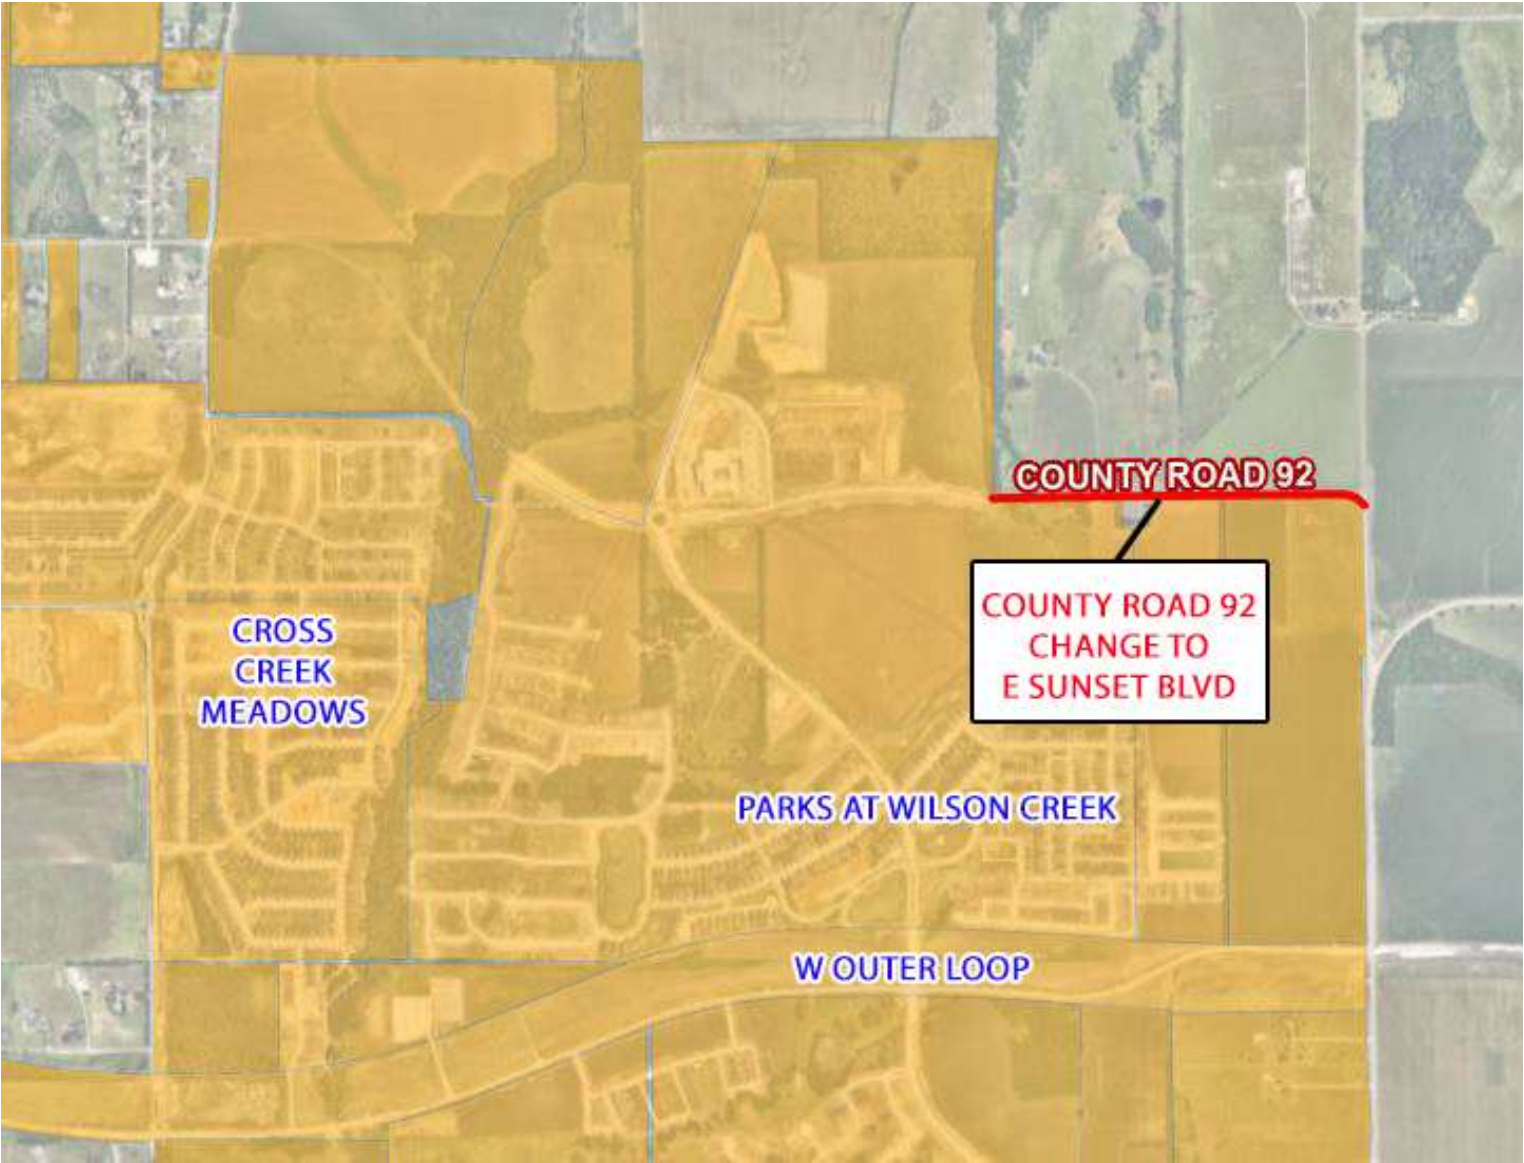 COUNTY ROAD 92
COUNTY ROAD 92
CHANGE TO
E SUNSET BLVD
CROSS
CREEK
MEADOWS
PARKS AT WILSON CREEK
W OUTER LOOP